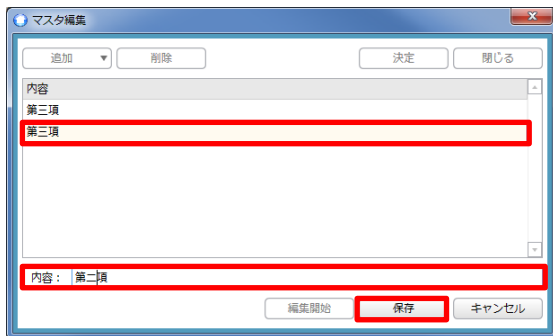 マスタ編集
追加 削除 決定 閉じる
内容
第三項
第三項
内容： 第二項
編集開始 保存 キャンセル